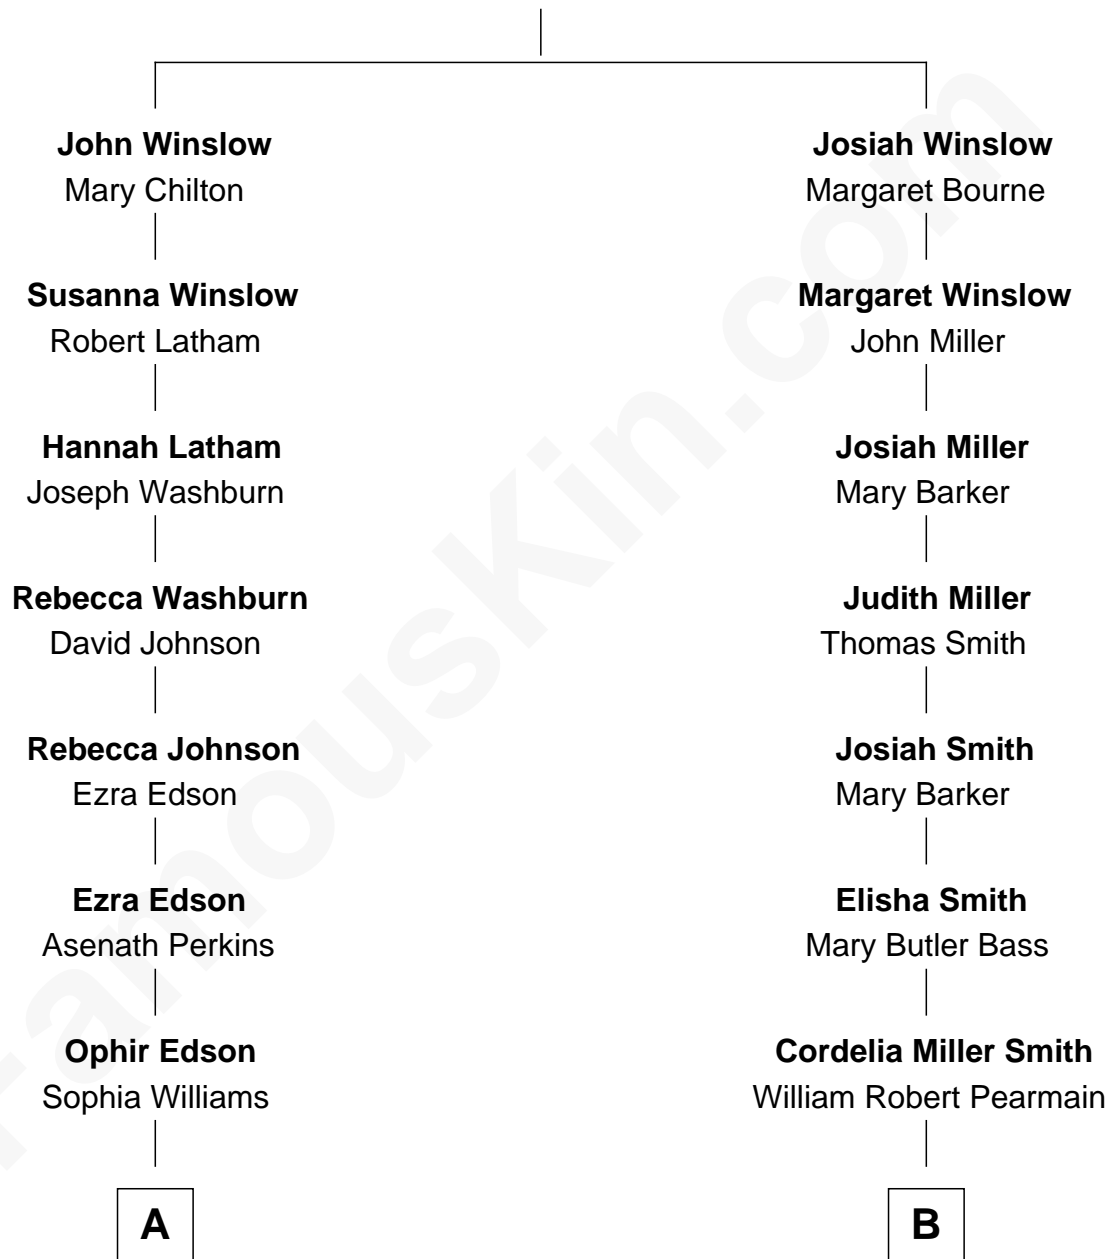 John Winslow
Mary Chilton
Susanna Winslow
Robert Latham
Hannah Latham
Joseph Washburn
Rebecca Washburn
David Johnson
Rebecca Johnson
Ezra Edson
Ezra Edson
Asenath Perkins
Ophir Edson
Sophia Williams
A
Josiah Winslow
Margaret Bourne
Margaret Winslow
John Miller
Josiah Miller
Mary Barker
Judith Miller
Thomas Smith
Josiah Smith
Mary Barker
Elisha Smith
Mary Butler Bass
Cordelia Miller Smith
William Robert Pearmain
B
FamousKin.com